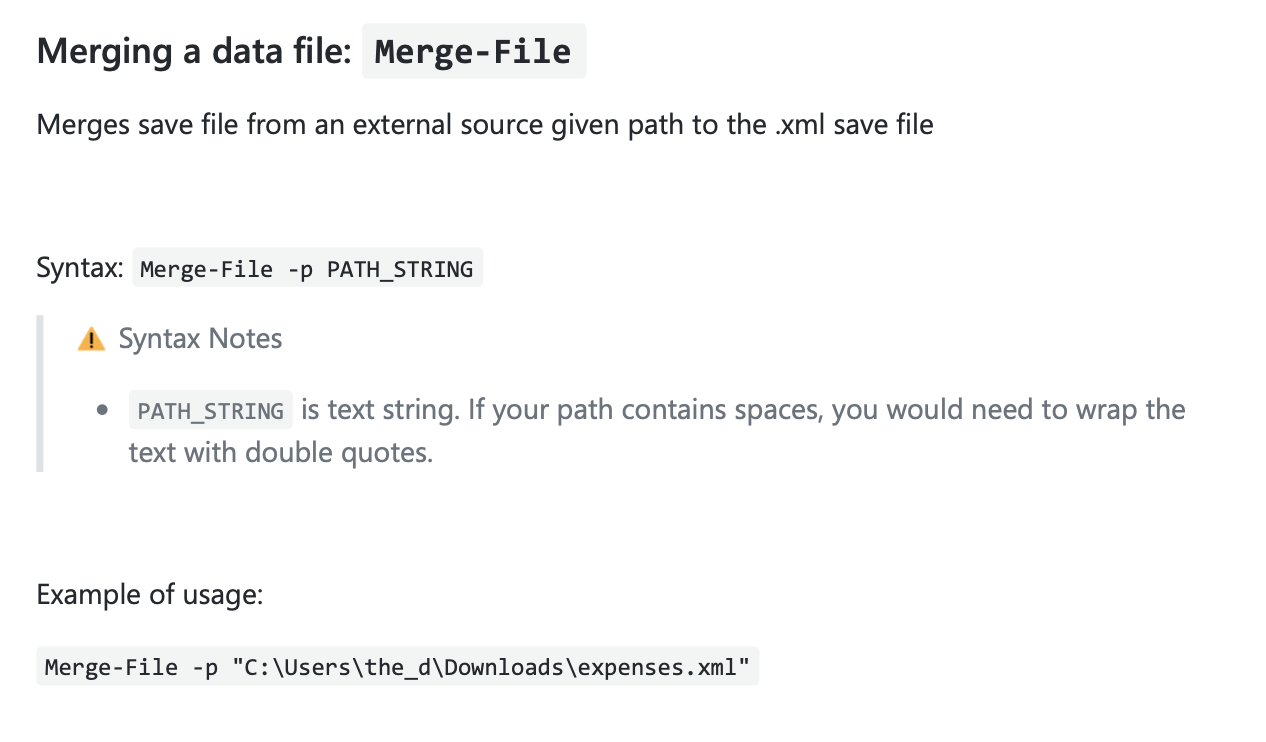 Merging a data file: Merge-File
Merges save file from an external source given path to the .xml save file
Syntax: Merge-File -p PATH_STRING
⚠ Syntax Notes
• PATH_STRING is text string. If your path contains spaces, you would need to wrap the
text with double quotes.
Example of usage:
Merge-File -p "C:\Users\the_d\Downloads\expenses.xml"